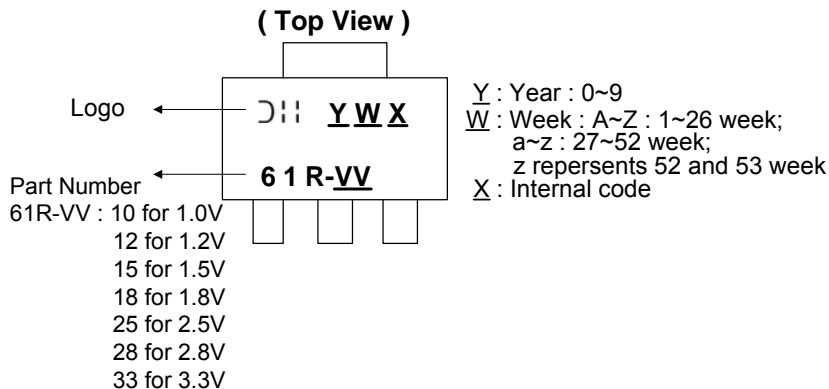 ( Top View )
Logo
Y W X
61R-VV
Part Number
61R-VV : 10 for 1.0V
12 for 1.2V
15 for 1.5V
18 for 1.8V
25 for 2.5V
28 for 2.8V
33 for 3.3V
Y : Year : 0~9
W : Week : A~Z : 1~26 week;
a~z : 27~52 week;
z repersents 52 and 53 week
X : Internal code